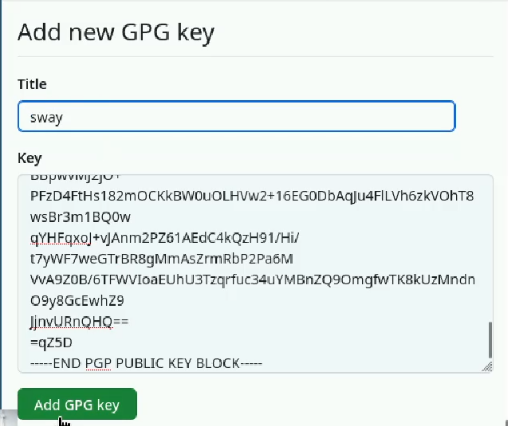 Add new GPG key
Title
sway
Key
BBpwvMj2jO+
PFzD4FtHs182mOCKkBW0uOLHVw2+16EG0DbAqJu4FlLVh6zkVOhT8
wsBr3m1BQ0w
qYHFqxoJ+vJAnm2PZ61AEdC4kQzH91/Hi/
t7yWF7weGTrBR8gMmAsZrmRbP2Pa6M
VvA9Z0B/6TFWVIoaEUhU3Tzqrfuc34uYMBnZQ9OmgfwTK8kUzMndn
O9y8GcEwhZ9
JjnvURnQHQ==
=qZ5D
-----END PGP PUBLIC KEY BLOCK-----
Add GPG key